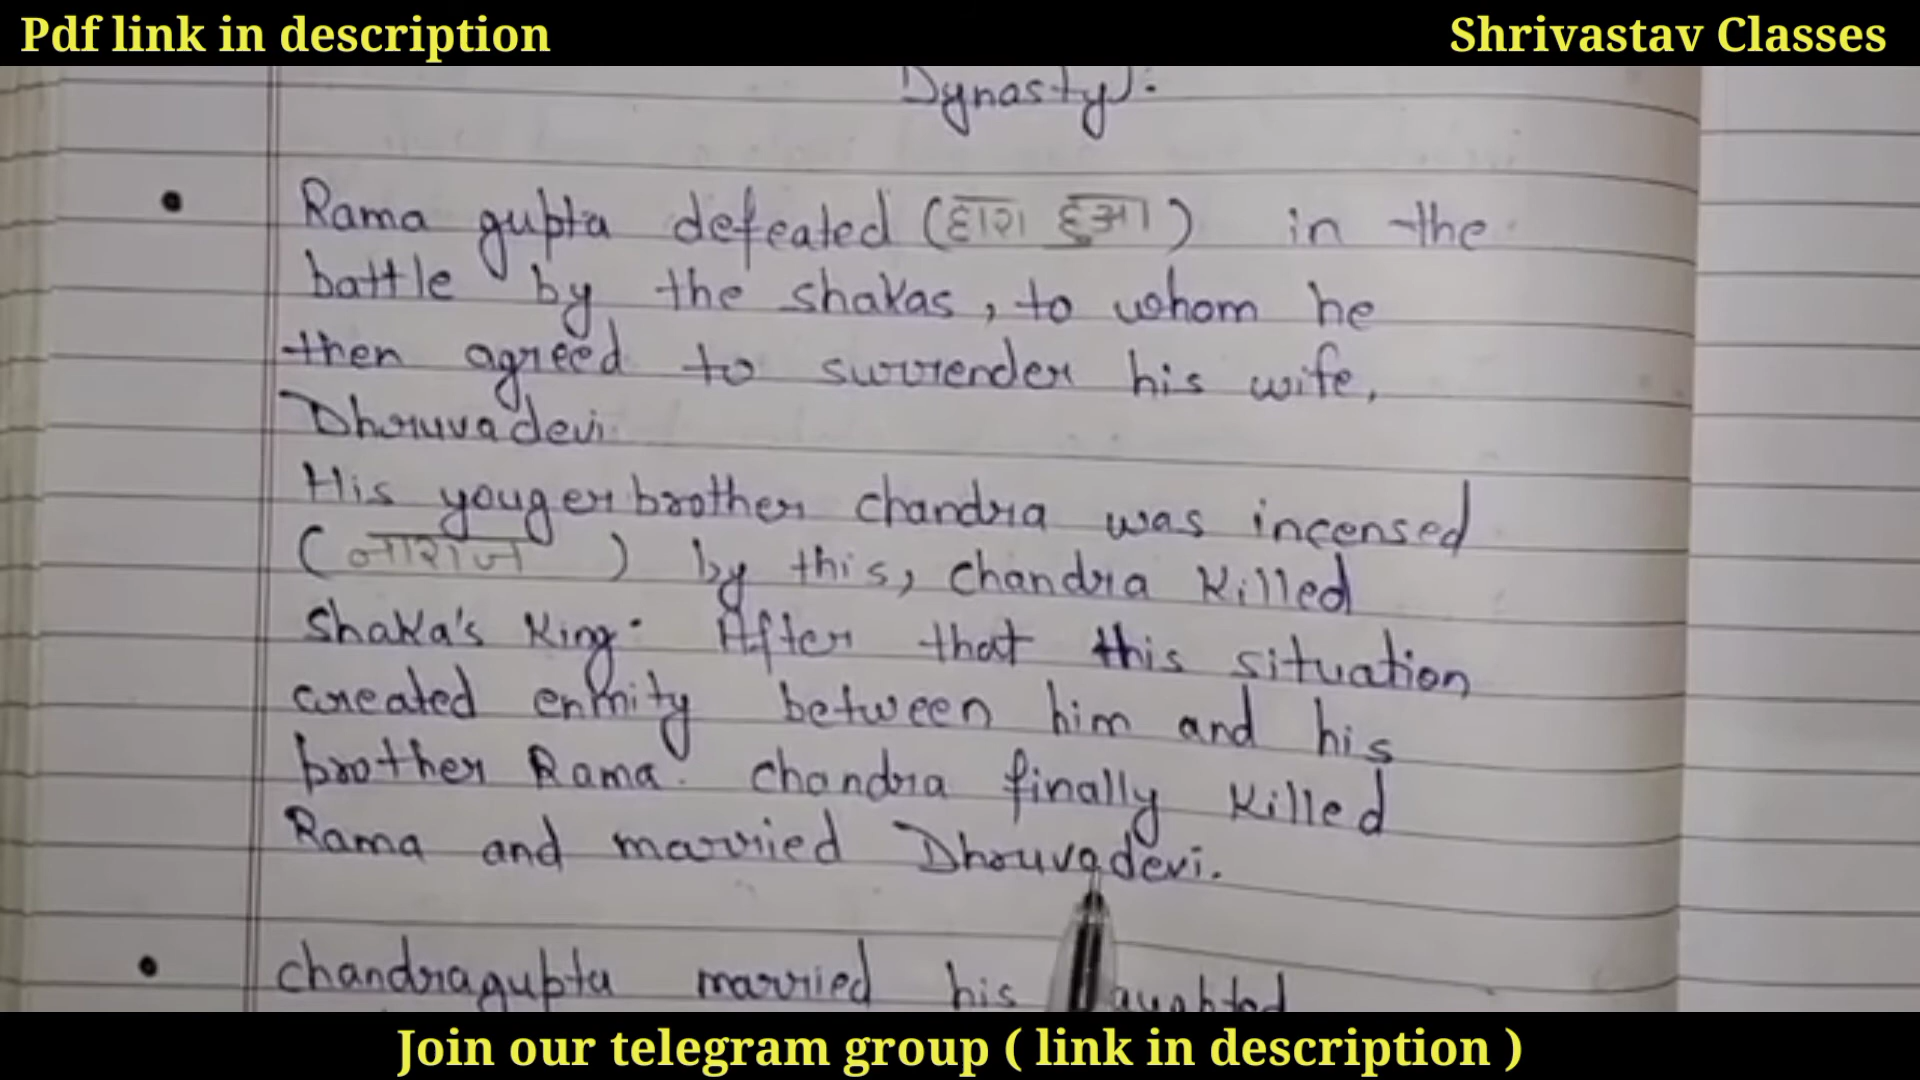 Pdf link in description
Shrivastav Classes
Dynasty).
• Rama gupta defeated (हारा हुआ) in the
battle by the shakas, to whom he
then agreed to surrender his wife,
Dhruvadevi.
His youger brother chandra was incensed
(नाराज ) by this, Chandra killed
Shaka's King. After that this situation
created enmity between him and his
brother Rama. Chandra finally killed
Rama and married Dhruvadevi.
• chandragupta married his
Join our telegram group ( link in description )